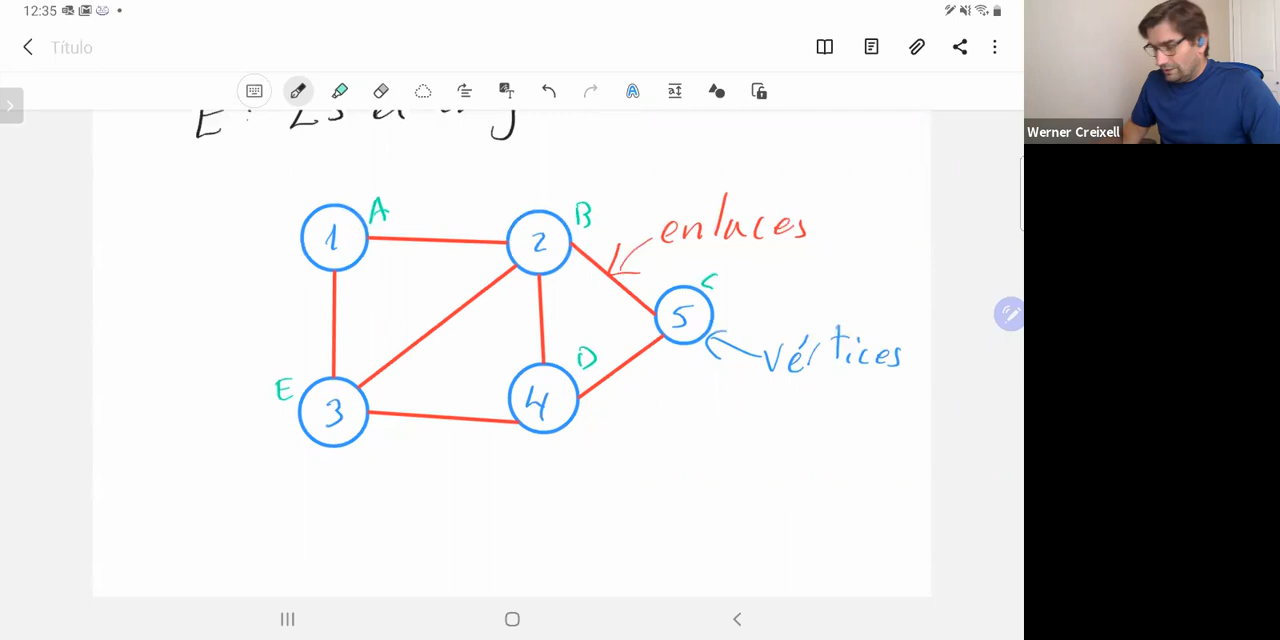 12:35
Título
Werner Creixell
E:
1 A
2 B
enlaces
5 C
vértices
4 D
E 3